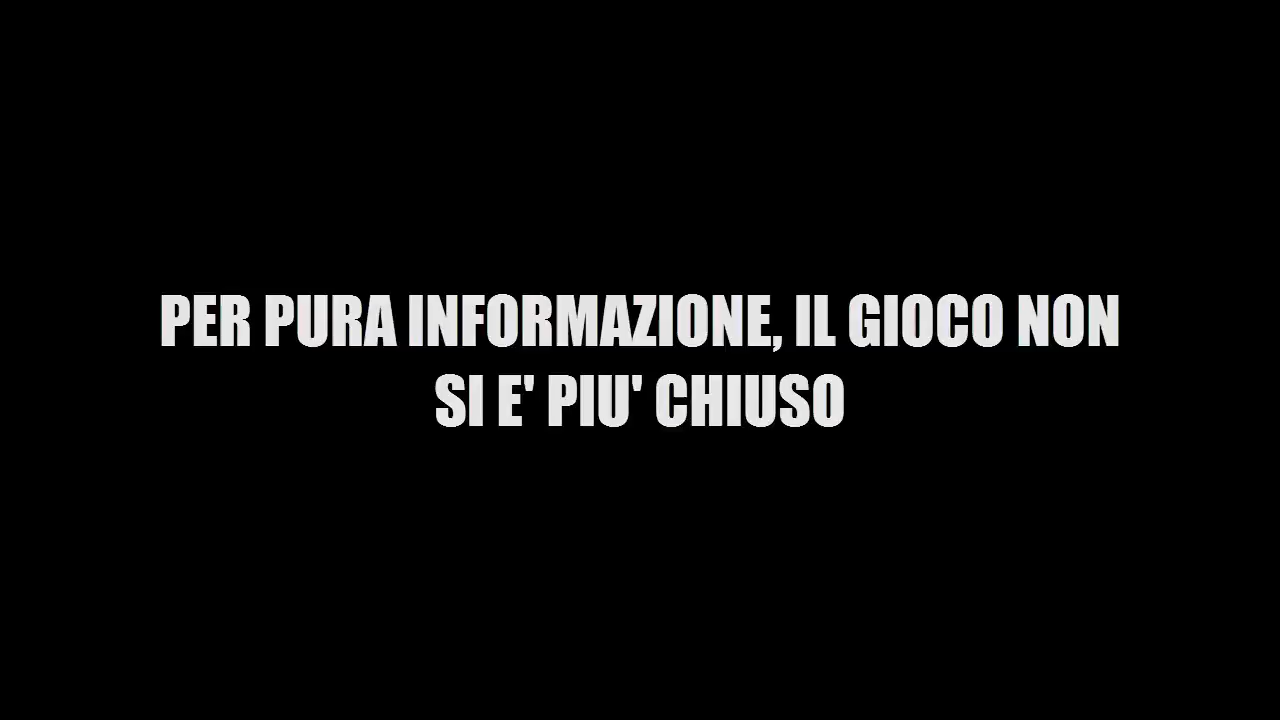 PER PURA INFORMAZIONE, IL GIOCO NON
SI E' PIU' CHIUSO